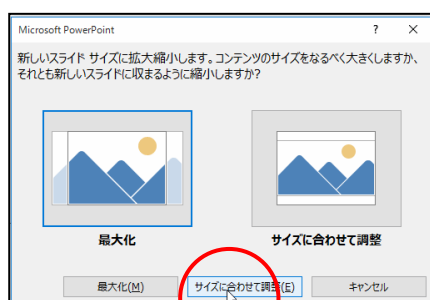 Microsoft PowerPoint ? ×
新しいスライド サイズに拡大縮小します。コンテンツのサイズをなるべく大きくしますか、
それとも新しいスライドに収まるように縮小しますか?
最大化 サイズに合わせて調整
最大化(M) サイズに合わせて調整(E) キャンセル